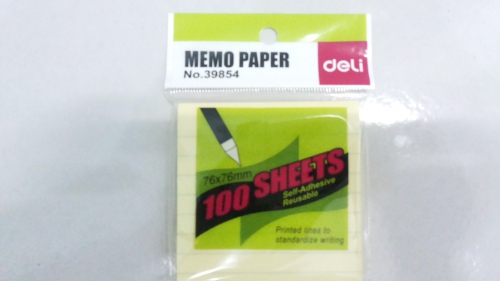 MEMO PAPER
No.39854
deli
76x76mm
100 SHEETS
Self-Adhesive
Reusable
Printed lines to
standardize writing